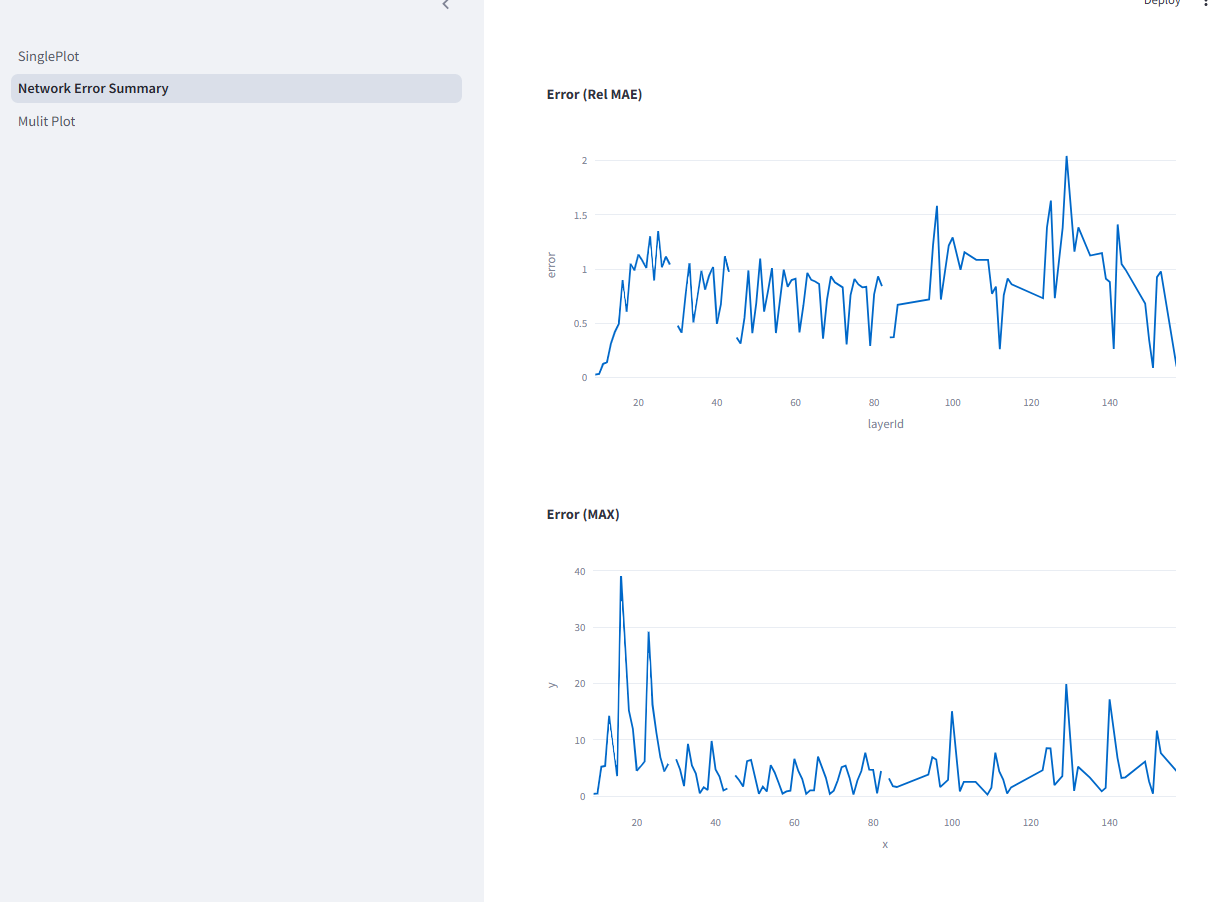 Deploy
SinglePlot
Network Error Summary
Mulit Plot
Error (Rel MAE)
2
1.5
1
0.5
0
error
20 40 60 80 100 120 140
layerId
Error (MAX)
40
30
20
10
0
y
20 40 60 80 100 120 140
x